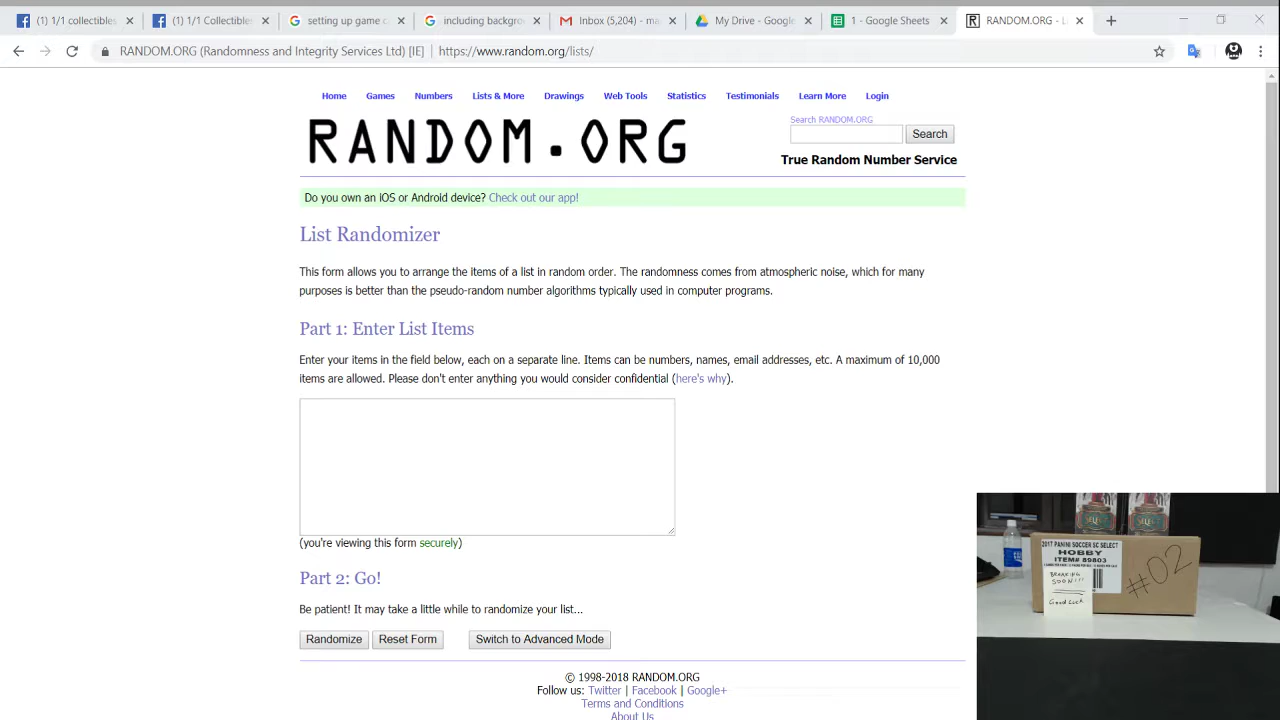 (1) 1/1 collectibles
(1) 1/1 Collectibles
setting up game c
including backgro
Inbox (5,204) - ma
My Drive - Google
1 - Google Sheets
RANDOM.ORG - L
RANDOM.ORG (Randomness and Integrity Services Ltd) [IE] | https://www.random.org/lists/
Home Games Numbers Lists & More Drawings Web Tools Statistics Testimonials Learn More Login
RANDOM.ORG
Search RANDOM.ORG
Search
True Random Number Service
Do you own an iOS or Android device? Check out our app!
List Randomizer
This form allows you to arrange the items of a list in random order. The randomness comes from atmospheric noise, which for many
purposes is better than the pseudo-random number algorithms typically used in computer programs.
Part 1: Enter List Items
Enter your items in the field below, each on a separate line. Items can be numbers, names, email addresses, etc. A maximum of 10,000
items are allowed. Please don't enter anything you would consider confidential (here's why).
(you're viewing this form securely)
Part 2: Go!
Be patient! It may take a little while to randomize your list...
Randomize Reset Form Switch to Advanced Mode
© 1998-2018 RANDOM.ORG
Follow us: Twitter | Facebook | Google+
Terms and Conditions
About Us
SELECT
SELECT
2017 PANINI SOCCER SC SELECT
HOBBY
ITEM# 89803
BREAKING
SOON!!!
Good Luck
#02